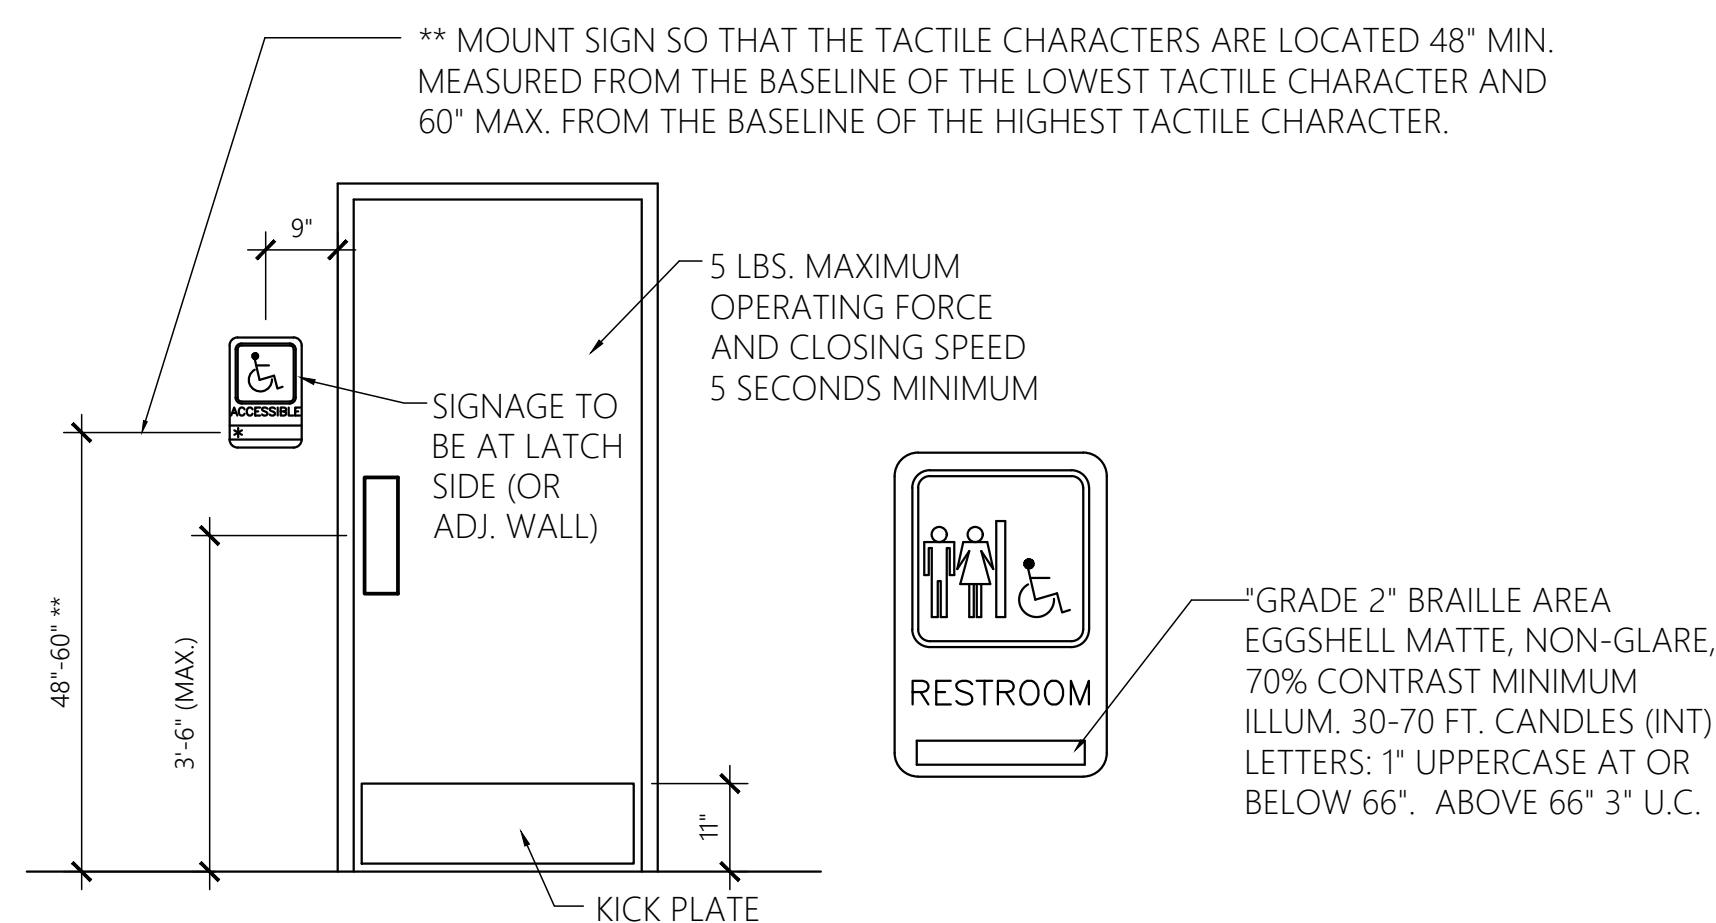 ** MOUNT SIGN SO THAT THE TACTILE CHARACTERS ARE LOCATED 48" MIN.
MEASURED FROM THE BASELINE OF THE LOWEST TACTILE CHARACTER AND
60" MAX. FROM THE BASELINE OF THE HIGHEST TACTILE CHARACTER.
9"
5 LBS. MAXIMUM
OPERATING FORCE
AND CLOSING SPEED
5 SECONDS MINIMUM
ACCESSIBLE
*
SIGNAGE TO
BE AT LATCH
SIDE (OR
ADJ. WALL)
48"-60" **
3'-6" (MAX.)
RESTROOM
"GRADE 2" BRAILLE AREA
EGGSHELL MATTE, NON-GLARE,
70% CONTRAST MINIMUM
ILLUM. 30-70 FT. CANDLES (INT)
LETTERS: 1" UPPERCASE AT OR
BELOW 66".  ABOVE 66" 3" U.C.
11"
KICK PLATE